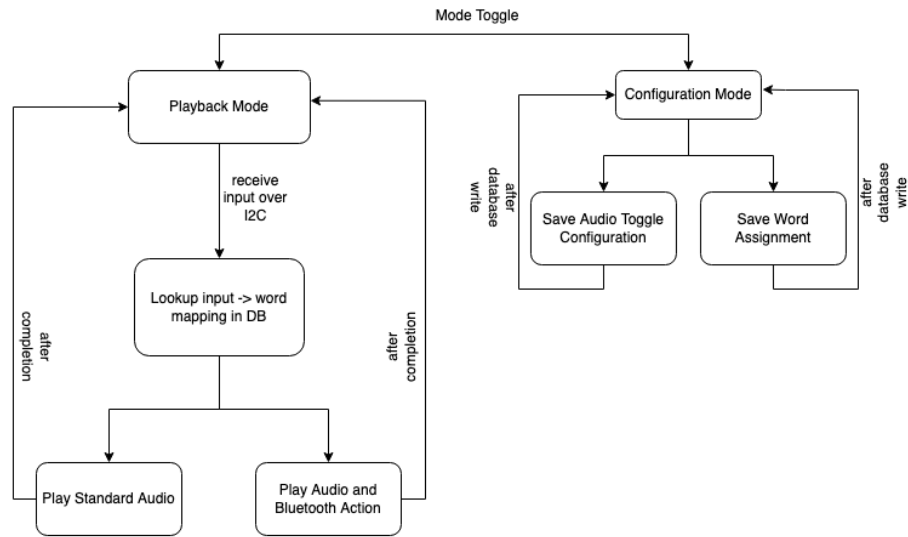 Mode Toggle
Playback Mode
Configuration Mode
receive
input over
I2C
after
database
write
after
database
write
Save Audio Toggle
Configuration
Save Word
Assignment
Lookup input -> word
mapping in DB
after
completion
after
completion
Play Standard Audio
Play Audio and
Bluetooth Action